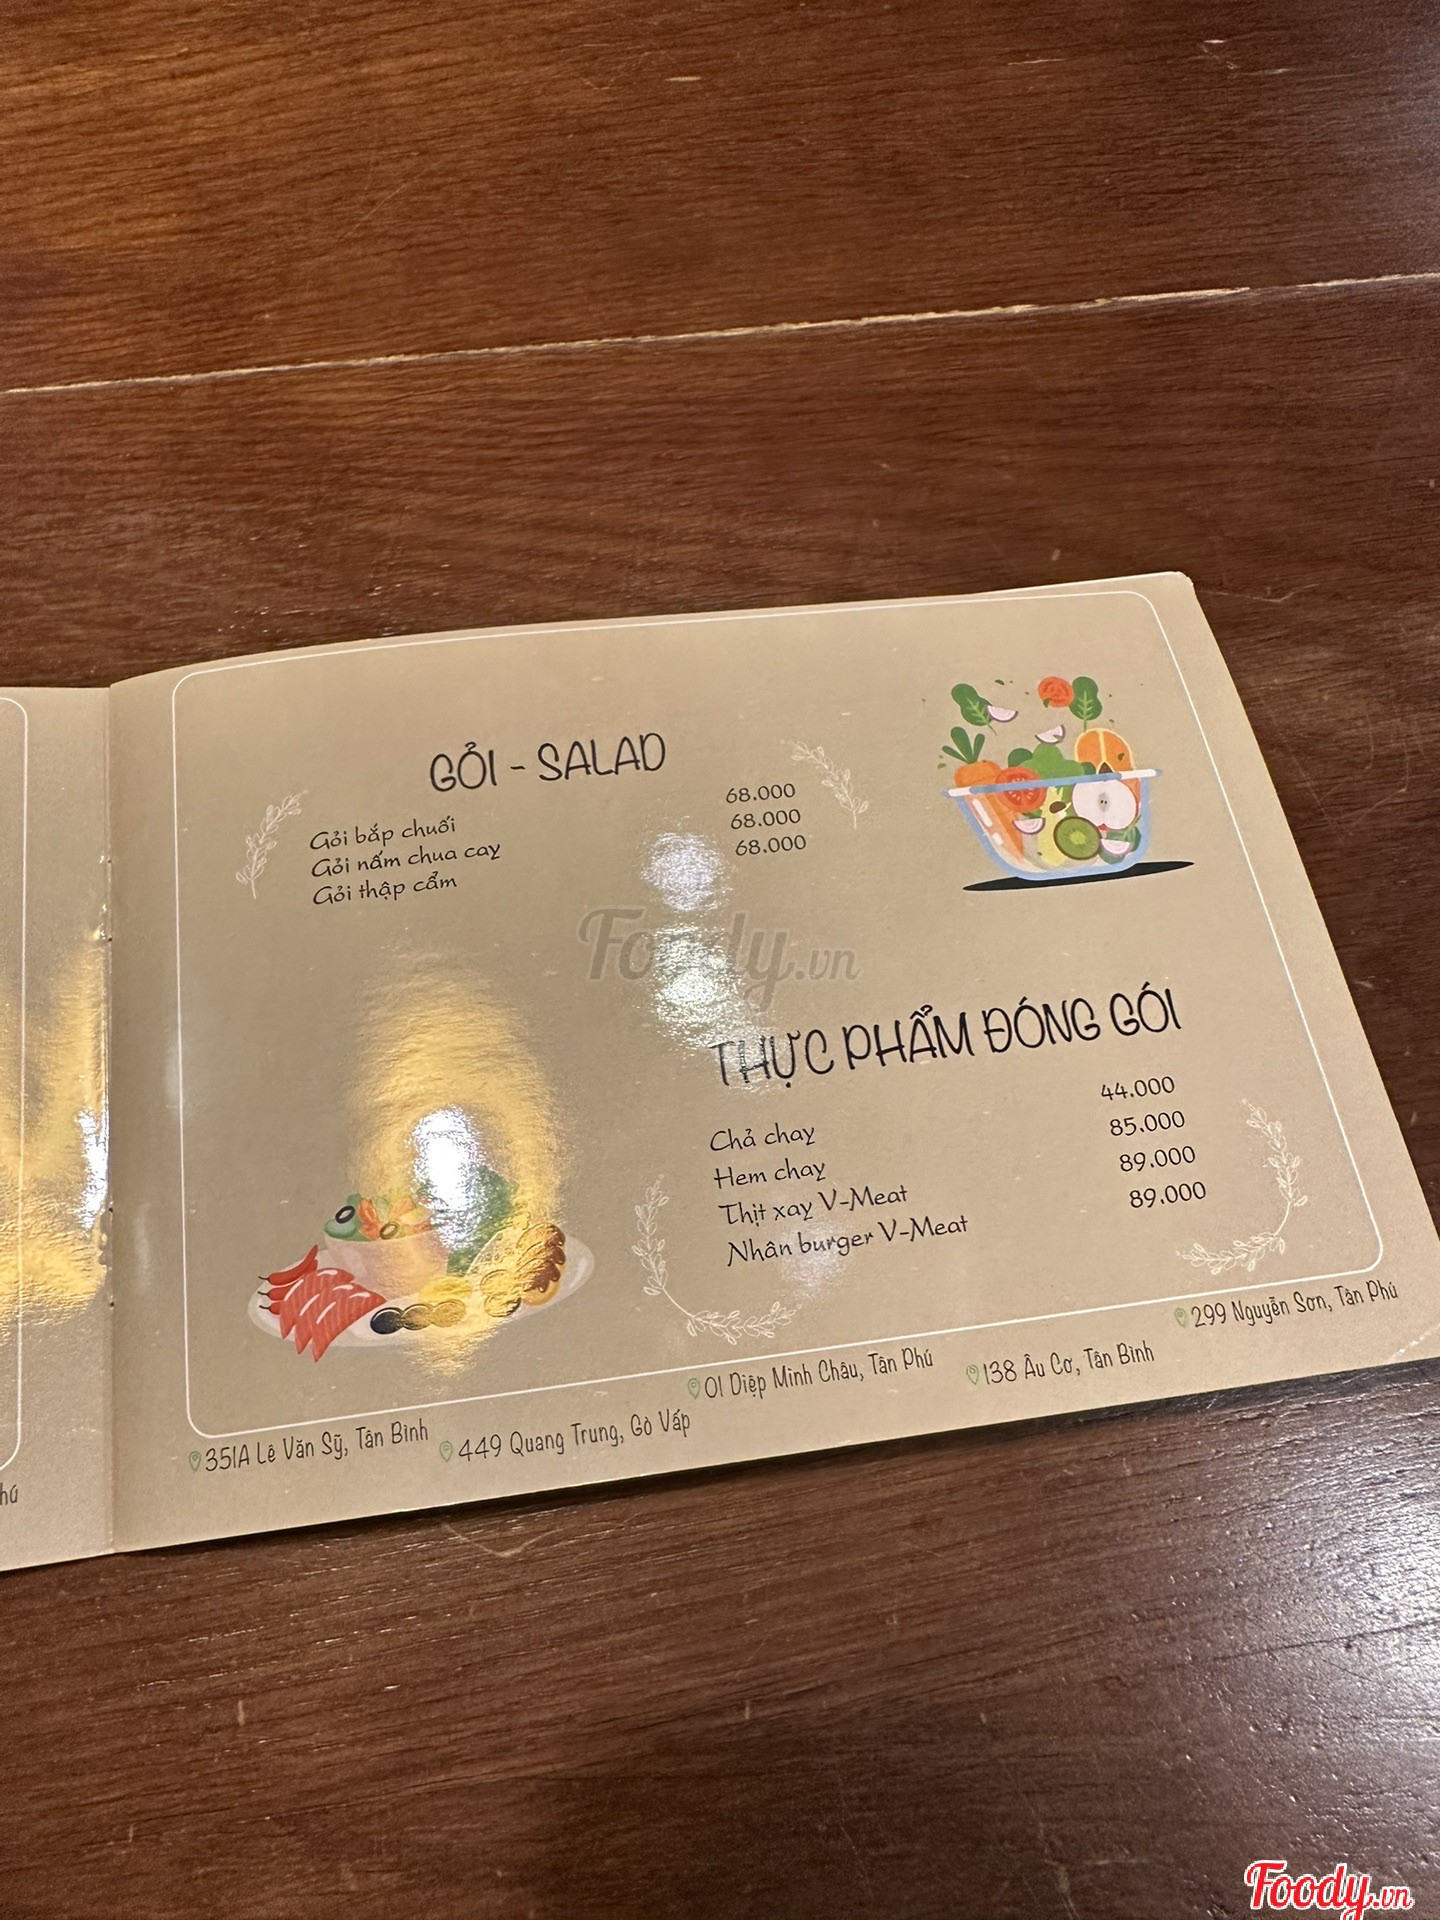 GỎI - SALAD
Gỏi bắp chuối 68.000
Gỏi nấm chua cay 68.000
Gỏi thập cẩm 68.000
Foody.vn
THỰC PHẨM ĐÓNG GÓI
Chả chay 44.000
Hem chay 85.000
Thịt xay V-Meat 89.000
Nhân burger V-Meat 89.000
351A Lê Văn Sỹ, Tân Bình
449 Quang Trung, Gò Vấp
01 Diệp Minh Châu, Tân Phú
138 Âu Cơ, Tân Bình
299 Nguyễn Sơn, Tân Phú
hú
Foody.vn